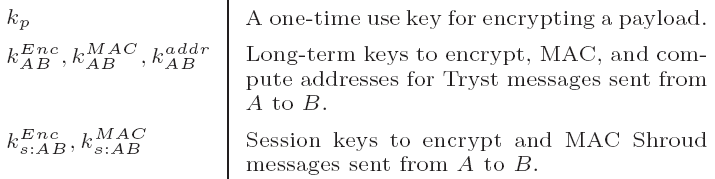 k_p A one-time use key for encrypting a payload.
k_{AB}^{Enc}, k_{AB}^{MAC}, k_{AB}^{addr} Long-term keys to encrypt, MAC, and com-
pute addresses for Tryst messages sent from
A to B.
k_{s:AB}^{Enc}, k_{s:AB}^{MAC} Session keys to encrypt and MAC Shroud
messages sent from A to B.